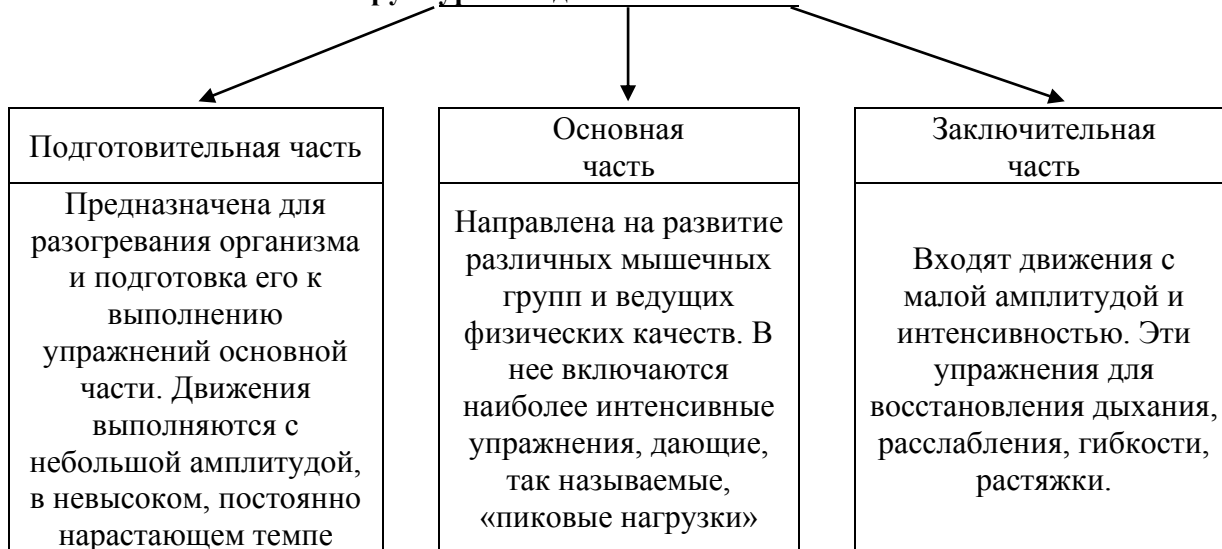 Подготовительная часть
Предназначена для
разогревания организма
и подготовка его к
выполнению
упражнений основной
части. Движения
выполняются с
небольшой амплитудой,
в невысоком, постоянно
нарастающем темпе
Основная
часть
Направлена на развитие
различных мышечных
групп и ведущих
физических качеств. В
нее включаются
наиболее интенсивные
упражнения, дающие,
так называемые,
«пиковые нагрузки»
Заключительная
часть
Входят движения с
малой амплитудой и
интенсивностью. Эти
упражнения для
восстановления дыхания,
расслабления, гибкости,
растяжки.